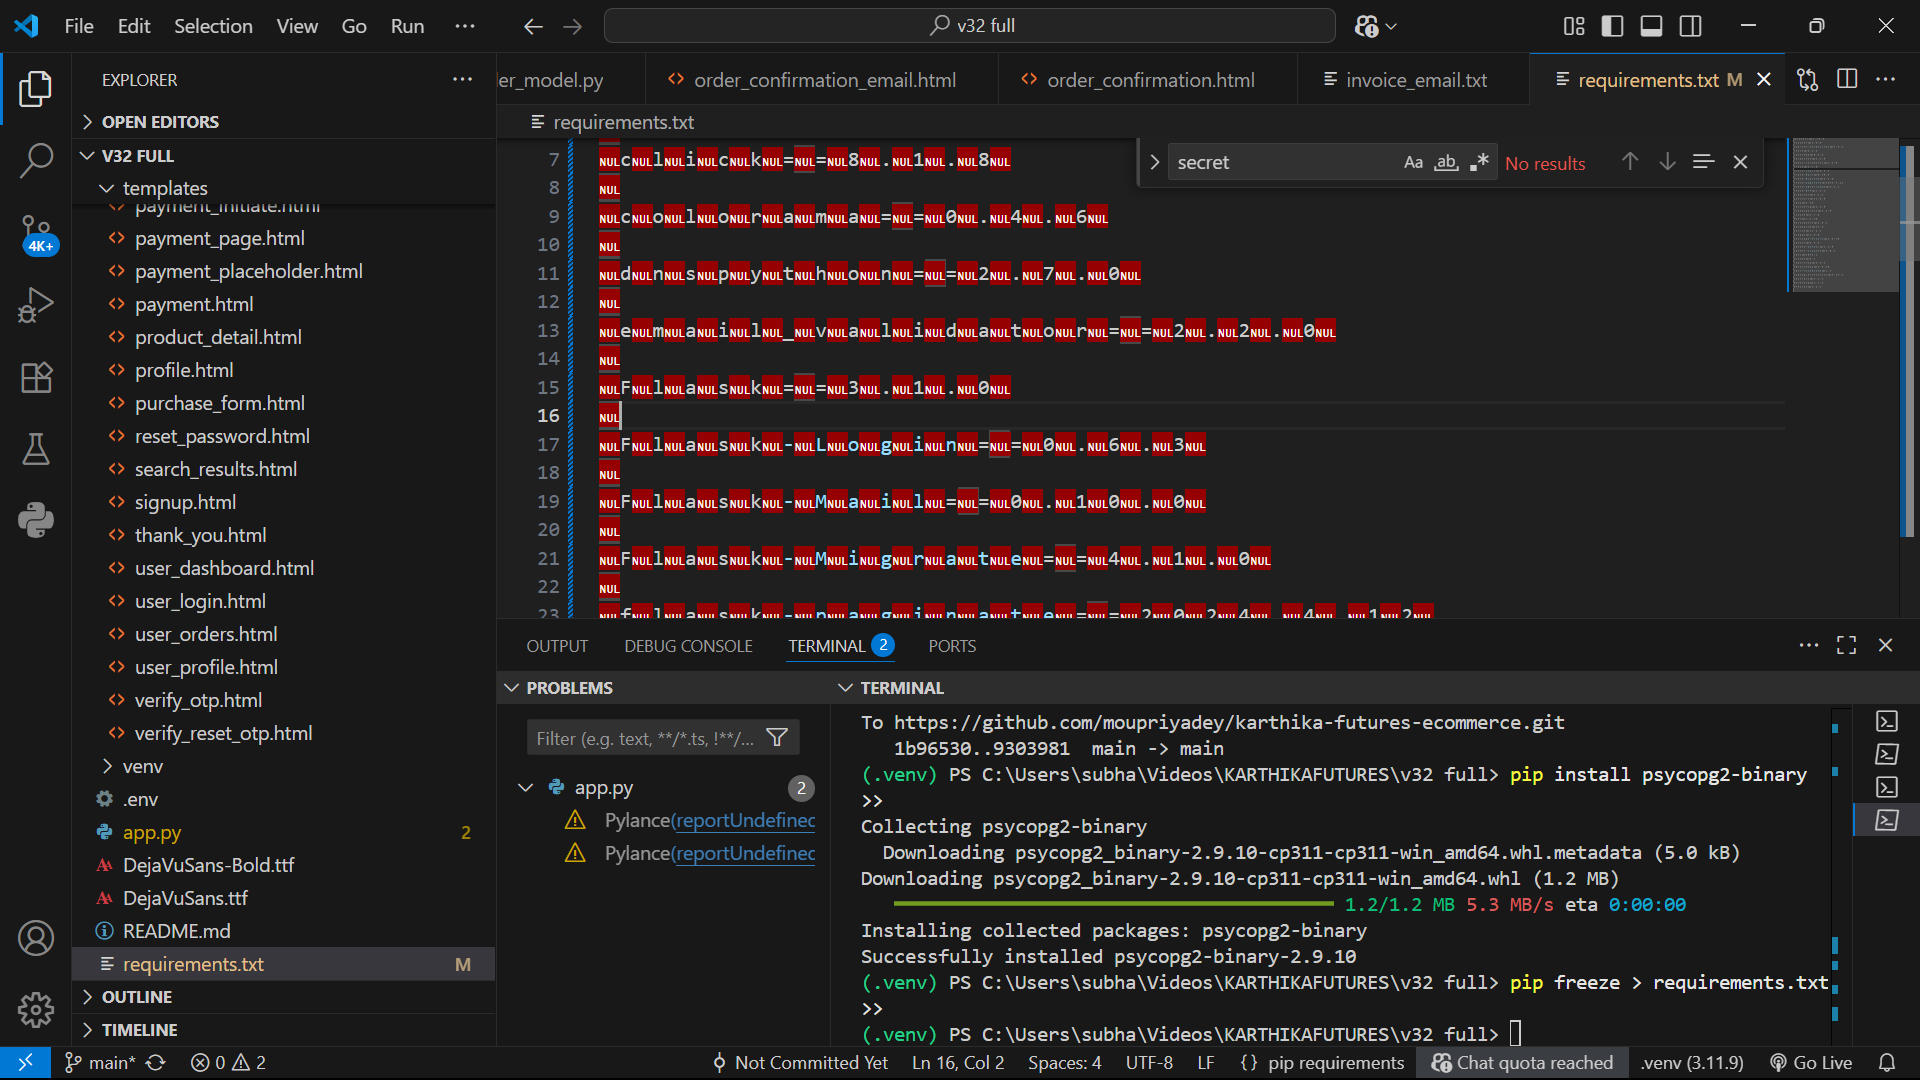 File Edit Selection View Go Run ··· v32 full
EXPLORER
OPEN EDITORS
V32 FULL
templates
payment_initiate.html
payment_page.html
payment_placeholder.html
payment.html
product_detail.html
profile.html
purchase_form.html
reset_password.html
search_results.html
signup.html
thank_you.html
user_dashboard.html
user_login.html
user_orders.html
user_profile.html
verify_otp.html
verify_reset_otp.html
venv
.env
app.py 2
DejaVuSans-Bold.ttf
DejaVuSans.ttf
README.md
requirements.txt M
OUTLINE
TIMELINE
4K+
er_model.py order_confirmation_email.html order_confirmation.html invoice_email.txt requirements.txt M
requirements.txt
secret Aa ab No results
7 NULcNULlNULiNULcNULkNUL=NUL=NUL8NUL.NUL1NUL.NUL8NUL
8 NUL
9 NULcNULoNULlNULoNULrNULaNULmNULaNUL=NUL=NUL0NUL.NUL4NUL.NUL6NUL
10 NUL
11 NULdNULnNULsNULpNULyNULtNULhNULoNULnNUL=NUL=NUL2NUL.NUL7NUL.NUL0NUL
12 NUL
13 NULeNULmNULaNULiNULlNUL_NULvNULaNULlNULiNULdNULaNULtNULoNULrNUL=NUL=NUL2NUL.NUL2NUL.NUL0NUL
14 NUL
15 NULFNULlNULaNULsNULkNUL=NUL=NUL3NUL.NUL1NUL.NUL0NUL
16 NUL
17 NULFNULlNULaNULsNULkNUL-NULLNULoNULgNULiNULnNUL=NUL=NUL0NUL.NUL6NUL.NUL3NUL
18 NUL
19 NULFNULlNULaNULsNULkNUL-NULMNULaNULiNULlNUL=NUL=NUL0NUL.NUL1NUL0NUL.NUL0NUL
20 NUL
21 NULFNULlNULaNULsNULkNUL-NULMNULiNULgNULrNULaNULtNULeNUL=NUL=NUL4NUL.NUL1NUL.NUL0NUL
22 NUL
23 NULfNULlNULaNULsNULkNUL-NULpNULaNULgNULiNULnNULaNULtNULeNUL=NUL=NUL2NUL0NUL2NUL4NUL.NUL4NUL.NUL1NUL2NUL
OUTPUT DEBUG CONSOLE TERMINAL 2 PORTS
PROBLEMS
Filter (e.g. text, **/*.ts, !**/...
app.py 2
Pylance(reportUndefined
Pylance(reportUndefined
TERMINAL
To https://github.com/moupriyadey/karthika-futures-ecommerce.git
1b96530..9303981 main -> main
(.venv) PS C:\Users\subha\Videos\KARTHIKAFUTURES\v32 full> pip install psycopg2-binary
>>
Collecting psycopg2-binary
Downloading psycopg2_binary-2.9.10-cp311-cp311-win_amd64.whl.metadata (5.0 kB)
Downloading psycopg2_binary-2.9.10-cp311-cp311-win_amd64.whl (1.2 MB)
1.2/1.2 MB 5.3 MB/s eta 0:00:00
Installing collected packages: psycopg2-binary
Successfully installed psycopg2-binary-2.9.10
(.venv) PS C:\Users\subha\Videos\KARTHIKAFUTURES\v32 full> pip freeze > requirements.txt
>>
(.venv) PS C:\Users\subha\Videos\KARTHIKAFUTURES\v32 full>
main* 0 2 Not Committed Yet Ln 16, Col 2 Spaces: 4 UTF-8 LF {} pip requirements Chat quota reached .venv (3.11.9) Go Live